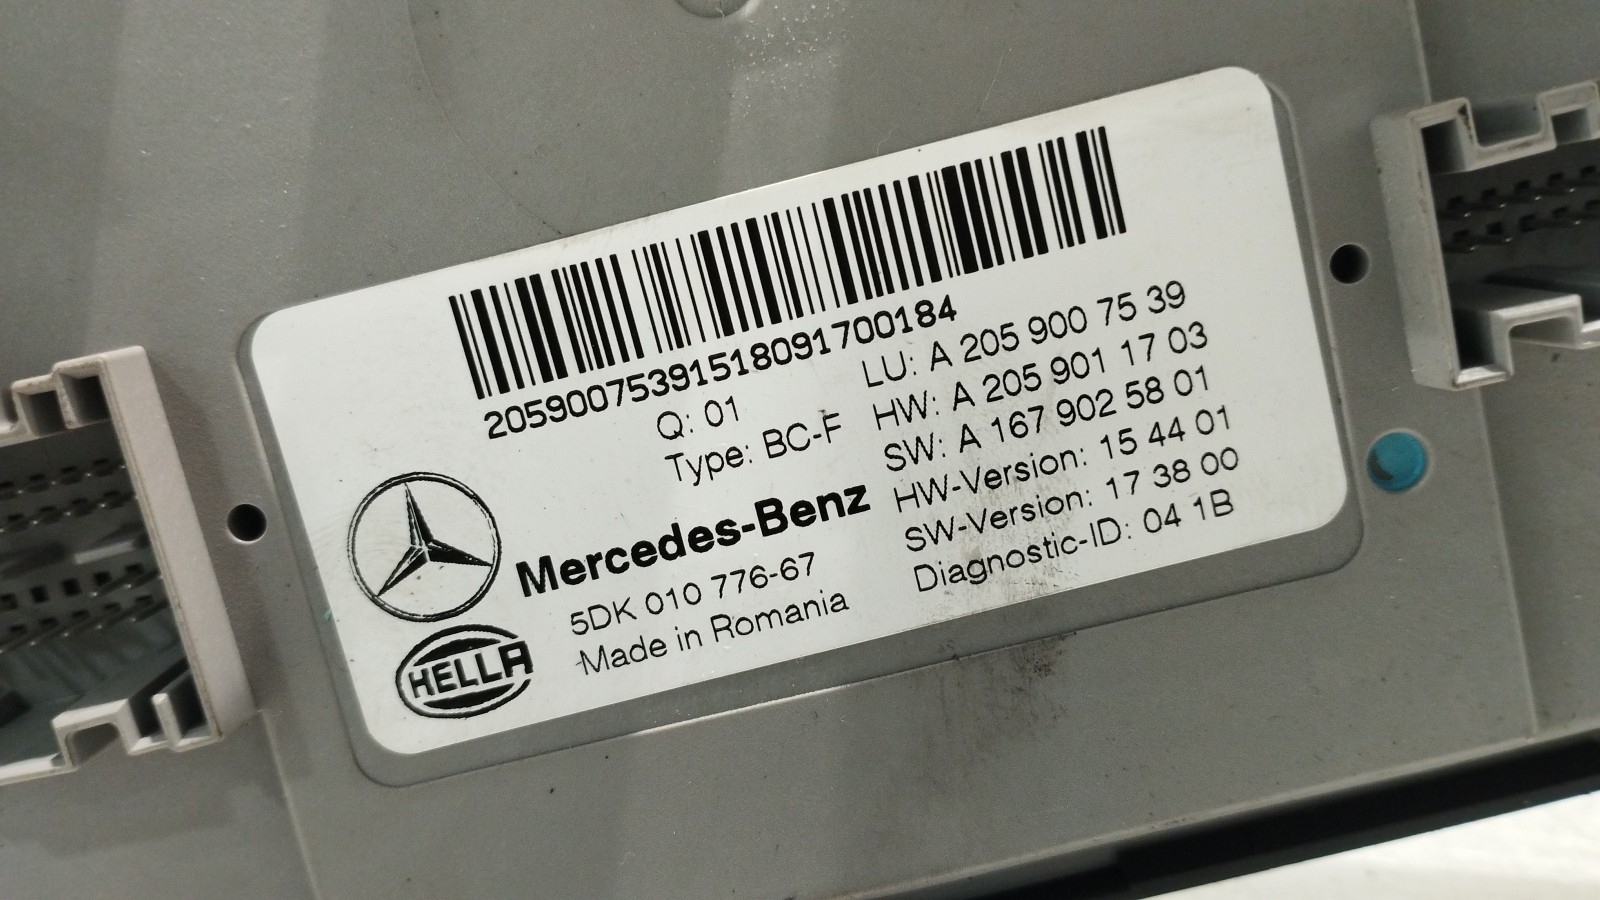 2059007539151809170​0184
Q: 01
Type: BC-F
LU: A 205 900 75 39
HW: A 205 901 17 03
SW: A 167 902 58 01
HW-Version: 15 44 01
SW-Version: 17 38 00
Diagnostic-ID: 04 1B
Mercedes-Benz
5DK 010 776-67
Made in Romania
HELLA